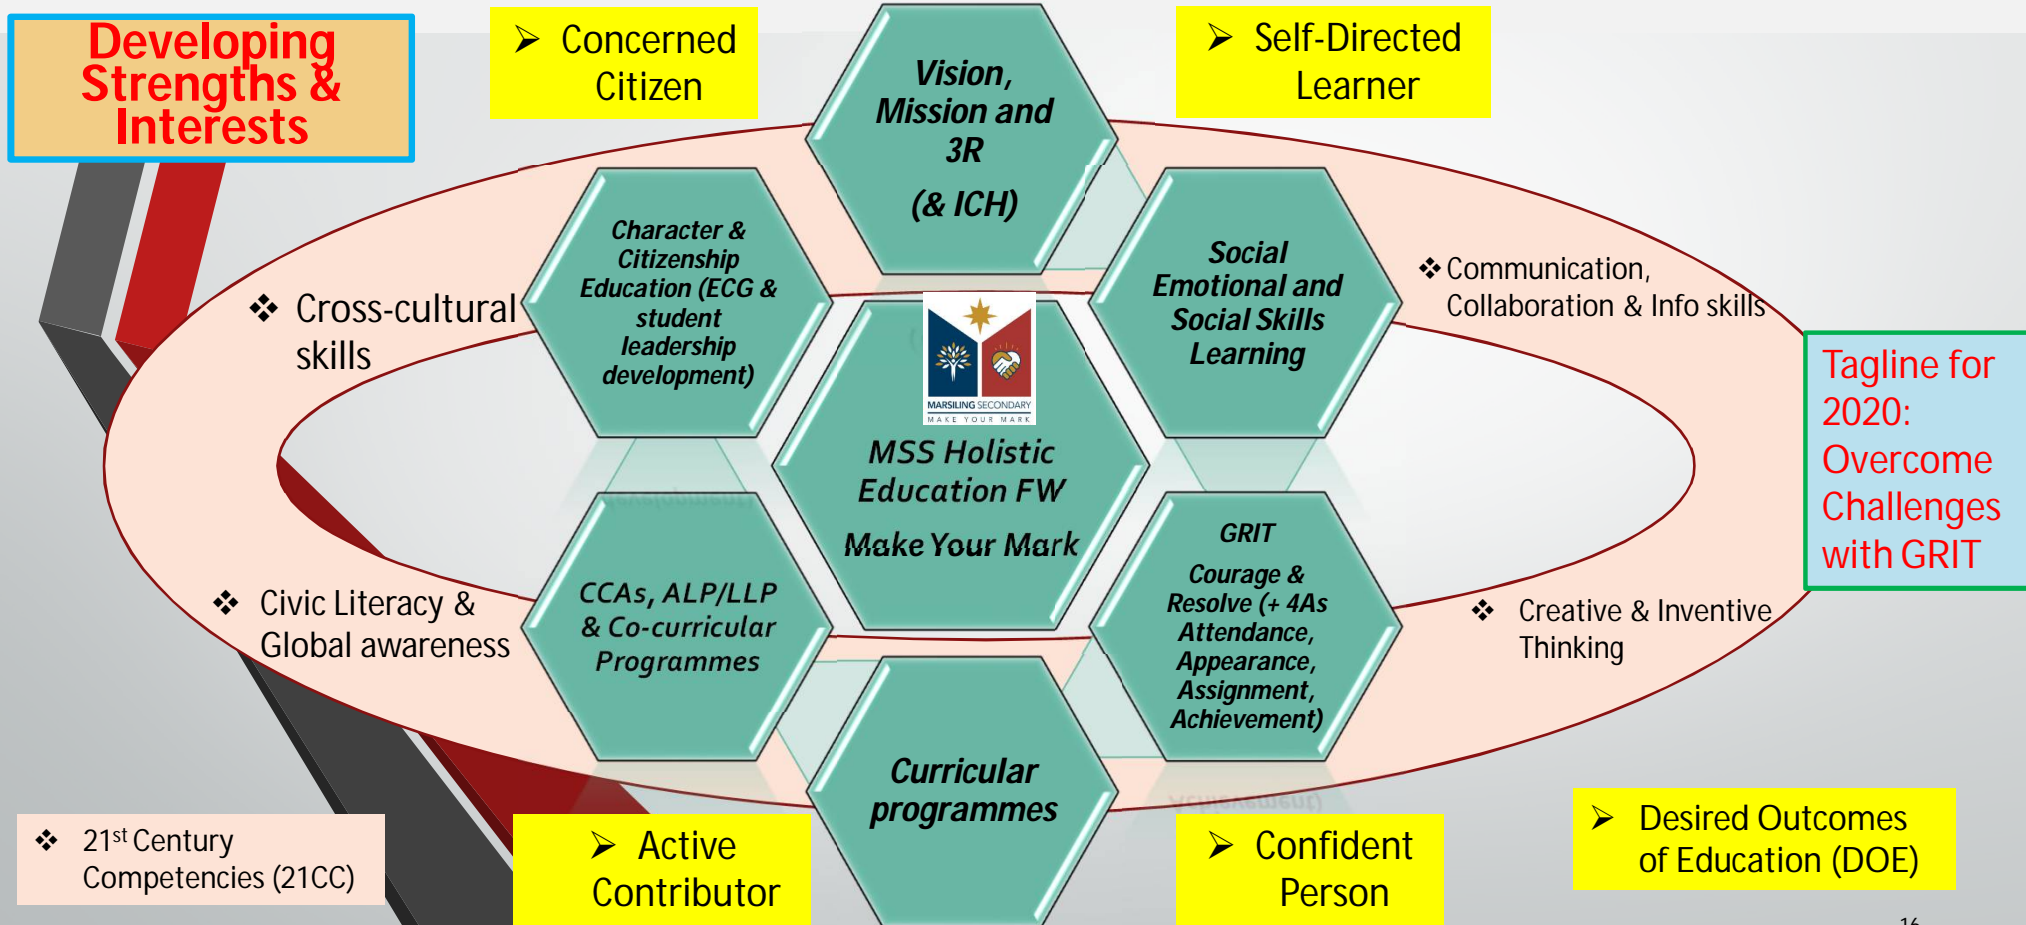 Developing
Strengths &
Interests
➢ Concerned
Citizen
➢ Self-Directed
Learner
Vision,
Mission and
3R
(& ICH)
Character &
Citizenship
Education (ECG &
student
leadership
development)
Social
Emotional and
Social Skills
Learning
❖ Cross-cultural
skills
❖ Communication,
Collaboration & Info skills
MARSILING SECONDARY
MAKE YOUR MARK
MSS Holistic
Education FW
Make Your Mark
Tagline for
2020:
Overcome
Challenges
with GRIT
CCAs, ALP/LLP
& Co-curricular
Programmes
GRIT
Courage &
Resolve (+ 4As
Attendance,
Appearance,
Assignment,
Achievement)
❖ Civic Literacy &
Global awareness
❖ Creative & Inventive
Thinking
Curricular
programmes
❖ 21st Century
Competencies (21CC)
➢ Active
Contributor
➢ Confident
Person
➢ Desired Outcomes
of Education (DOE)
16